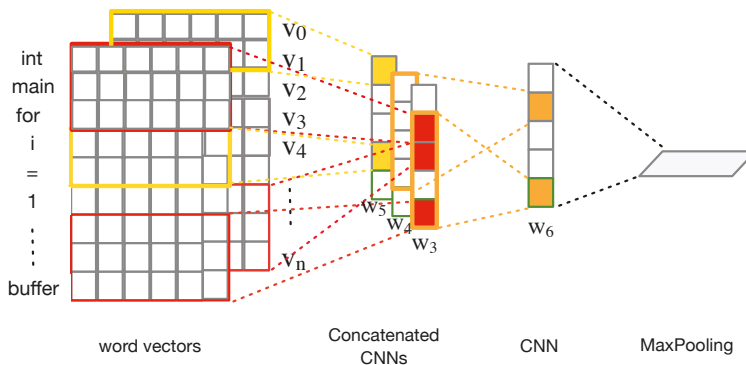 int
main
for
i
=
1
buffer
v0
v1
v2
v3
v4
vn
w5
w4
w3
w6
word vectors
Concatenated
CNNs
CNN
MaxPooling